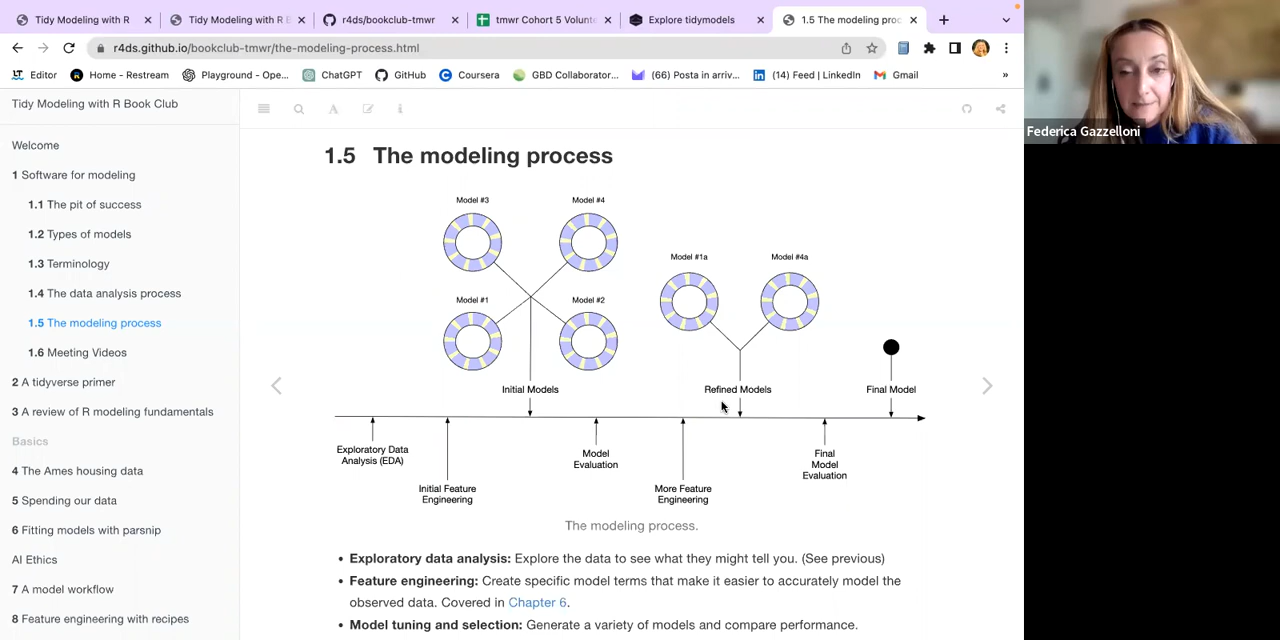 Tidy Modeling with R
Tidy Modeling with R E
r4ds/bookclub-tmwr
tmwr Cohort 5 Volunte
Explore tidymodels
1.5 The modeling proc
r4ds.github.io/bookclub-tmwr/the-modeling-process.html
Editor
Home - Restream
Playground - Ope...
ChatGPT
GitHub
Coursera
GBD Collaborator...
(66) Posta in arriv...
(14) Feed | LinkedIn
Gmail
»
Tidy Modeling with R Book Club
Welcome
1 Software for modeling
1.1 The pit of success
1.2 Types of models
1.3 Terminology
1.4 The data analysis process
1.5 The modeling process
1.6 Meeting Videos
2 A tidyverse primer
3 A review of R modeling fundamentals
Basics
4 The Ames housing data
5 Spending our data
6 Fitting models with parsnip
AI Ethics
7 A model workflow
8 Feature engineering with recipes
1.5 The modeling process
Model #3
Model #4
Model #1
Model #2
Model #1a
Model #4a
Initial Models
Refined Models
Final Model
Exploratory Data
Analysis (EDA)
Initial Feature
Engineering
Model
Evaluation
More Feature
Engineering
Final
Model
Evaluation
The modeling process.
• Exploratory data analysis: Explore the data to see what they might tell you. (See previous)
• Feature engineering: Create specific model terms that make it easier to accurately model the
observed data. Covered in Chapter 6.
• Model tuning and selection: Generate a variety of models and compare performance.
Federica Gazzelloni